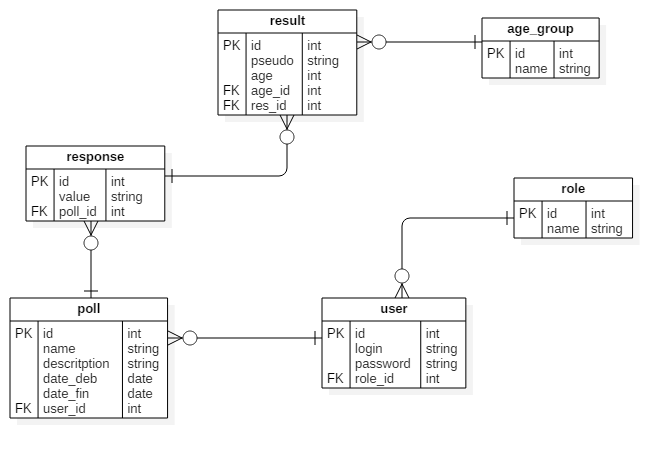 result
PK id int
pseudo string
age int
FK age_id int
FK res_id int
age_group
PK id int
name string
response
PK id int
value string
FK poll_id int
role
PK id int
name string
poll
PK id int
name string
descritption string
date_deb date
date_fin date
FK user_id int
user
PK id int
login string
password string
FK role_id int